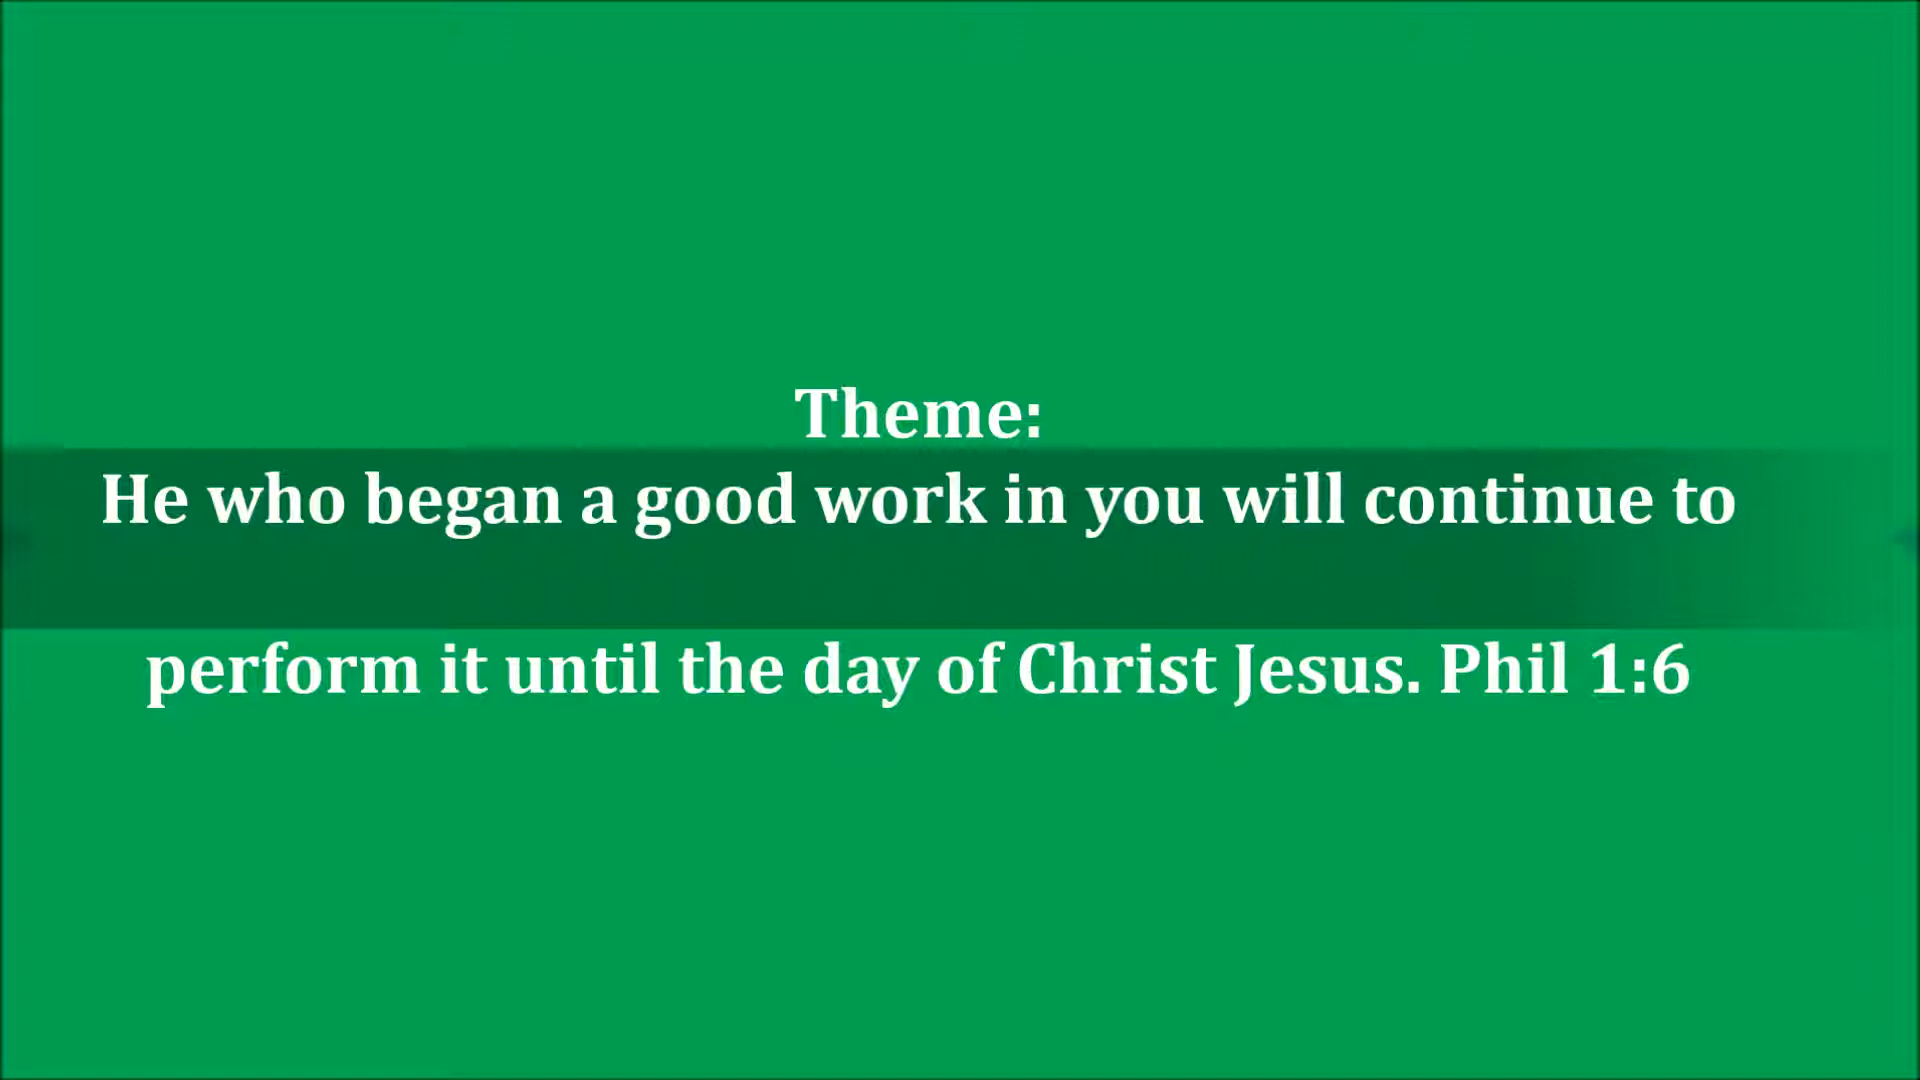 Theme:
He who began a good work in you will continue to
perform it until the day of Christ Jesus. Phil 1:6